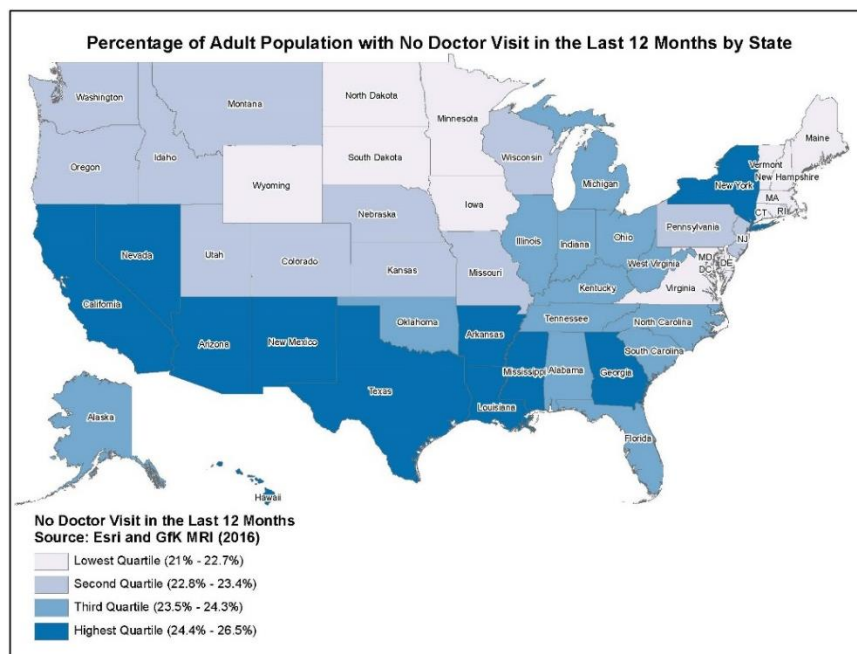 Percentage of Adult Population with No Doctor Visit in the Last 12 Months by State
Washington
Montana
North Dakota
Minnesota
Maine
Oregon
Idaho
South Dakota
Wisconsin
Vermont
New Hampshire
Wyoming
Michigan
New York
MA
CT
RI
Iowa
Nebraska
Pennsylvania
NJ
Nevada
Utah
Colorado
Kansas
Missouri
Illinois
Indiana
Ohio
West Virginia
MD
DE
DC
Virginia
California
Kentucky
Arizona
New Mexico
Oklahoma
Arkansas
Tennessee
North Carolina
South Carolina
Texas
Mississippi
Alabama
Georgia
Louisiana
Alaska
Florida
Hawaii
No Doctor Visit in the Last 12 Months
Source: Esri and GfK MRI (2016)
Lowest Quartile (21% - 22.7%)
Second Quartile (22.8% - 23.4%)
Third Quartile (23.5% - 24.3%)
Highest Quartile (24.4% - 26.5%)